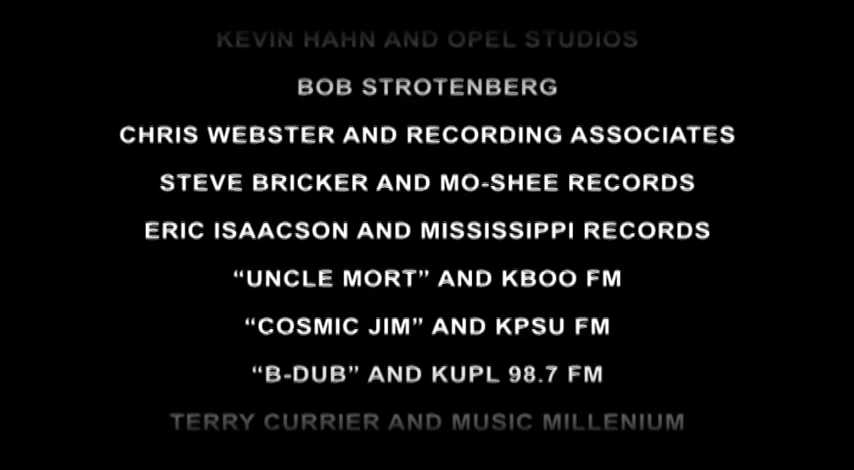 KEVIN HAHN AND OPEL STUDIOS
BOB STROTENBERG
CHRIS WEBSTER AND RECORDING ASSOCIATES
STEVE BRICKER AND MO-SHEE RECORDS
ERIC ISAACSON AND MISSISSIPPI RECORDS
“UNCLE MORT” AND KBOO FM
“COSMIC JIM” AND KPSU FM
“B-DUB” AND KUPL 98.7 FM
TERRY CURRIER AND MUSIC MILLENIUM